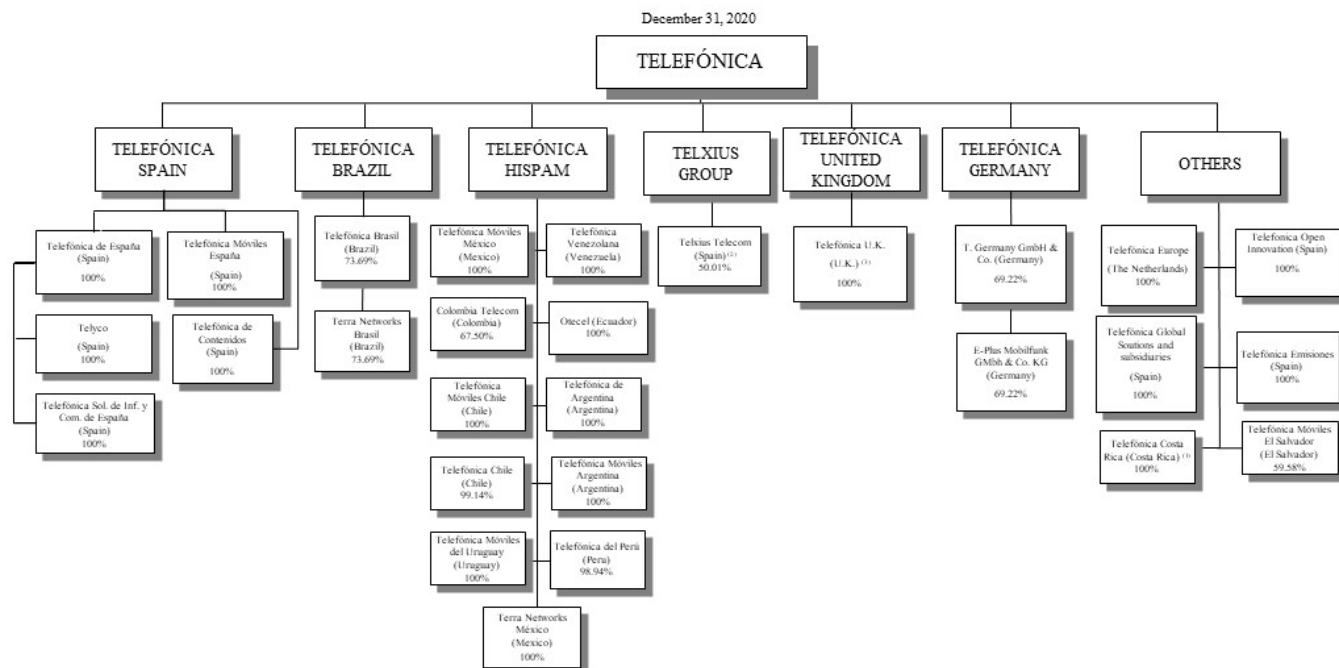 December 31, 2020
TELEFÓNICA
TELEFÓNICA
SPAIN
TELEFÓNICA
BRAZIL
TELEFÓNICA
HISPAM
TELXIUS
GROUP
TELEFÓNICA
UNITED
KINGDOM
TELEFÓNICA
GERMANY
OTHERS
Telefónica de España
(Spain)
100%
Telefónica Móviles
España
(Spain)
100%
Telyco
(Spain)
100%
Telefónica de
Contenidos
(Spain)
100%
Telefónica Sol. de Inf. y
Com. de España
(Spain)
100%
Telefónica Brasil
(Brazil)
73.69%
Terra Networks
Brasil
(Brazil)
73.69%
Telefónica Móviles
México
(Mexico)
100%
Telefónica
Venezolana
(Venezuela)
100%
Colombia Telecom
(Colombia)
67.50%
Otecel (Ecuador)
100%
Telefónica
Móviles Chile
(Chile)
100%
Telefónica de
Argentina
(Argentina)
100%
Telefónica Chile
(Chile)
99.14%
Telefónica Móviles
Argentina
(Argentina)
100%
Telefónica Móviles
del Uruguay
(Uruguay)
100%
Telefónica del Perú
(Peru)
98.94%
Terra Networks
México
(Mexico)
100%
Telxius Telecom
(Spain) (2)
50.01%
Telefónica U.K.
(U.K.)
100%
T. Germany GmbH &
Co. (Germany)
69.22%
E-Plus Mobilfunk
GMbh & Co. KG
(Germany)
69.22%
Telefónica Europe
(The Netherlands)
100%
Telefónica Open
Innovation (Spain)
100%
Telefónica Global
Soutions and
subsidiaries
(Spain)
100%
Telefónica Emisiones
(Spain)
100%
Telefónica Costa
Rica (Costa Rica)
100%
Telefónica Móviles
El Salvador
(El Salvador)
59.58%